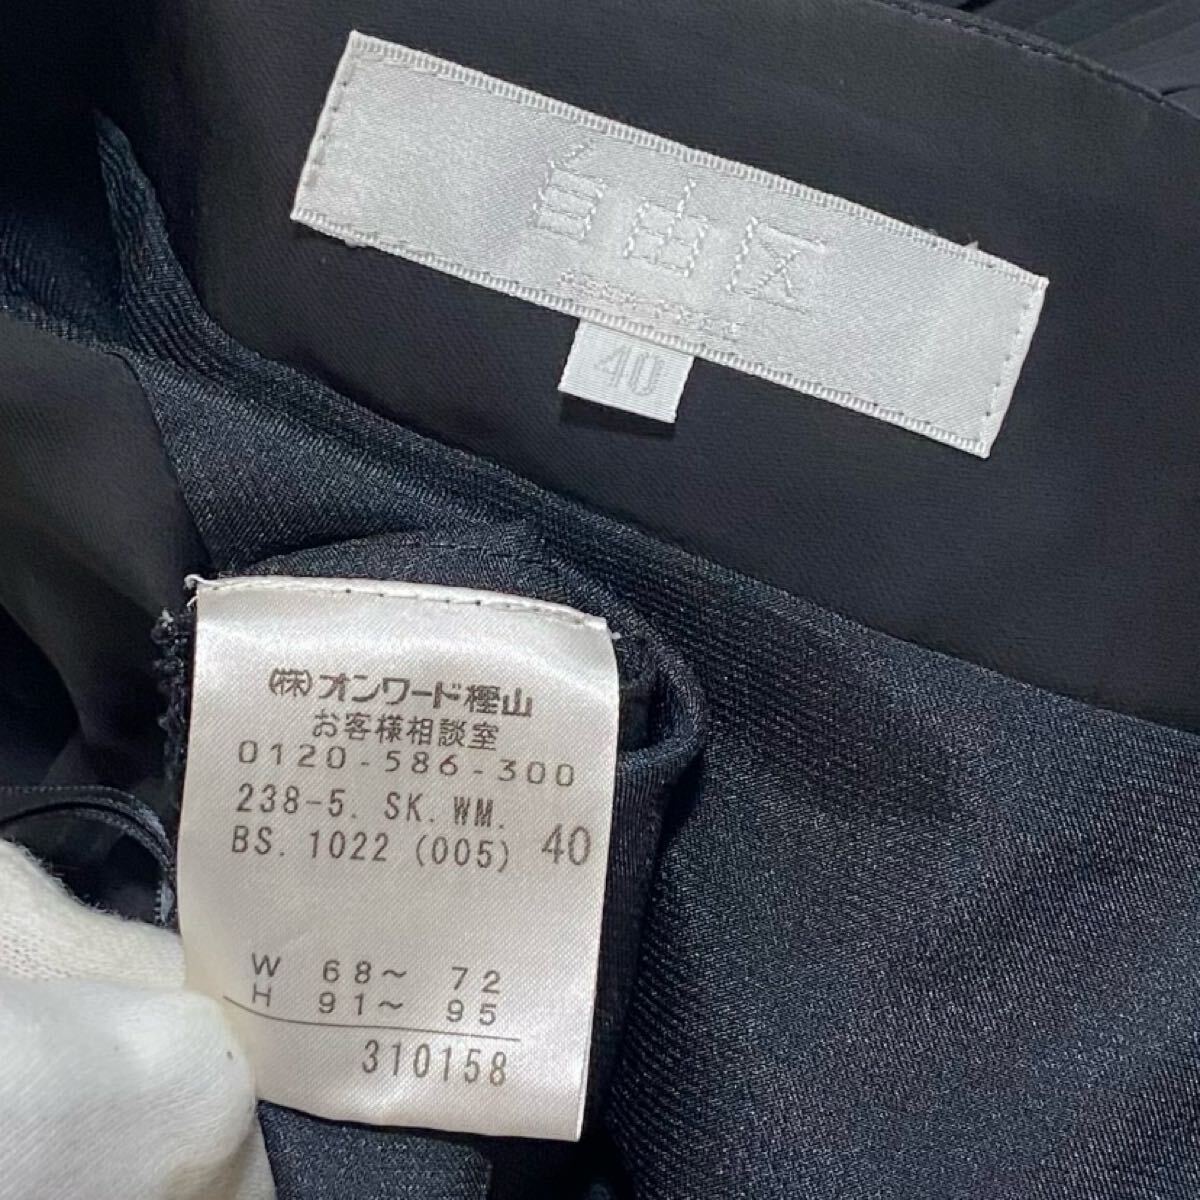 自由区
40
(株)オンワード樫山
お客様相談室
0120-586-300
238-5. SK. WM.
BS. 1022 (005) 40
W 68~ 72
H 91~ 95
310158